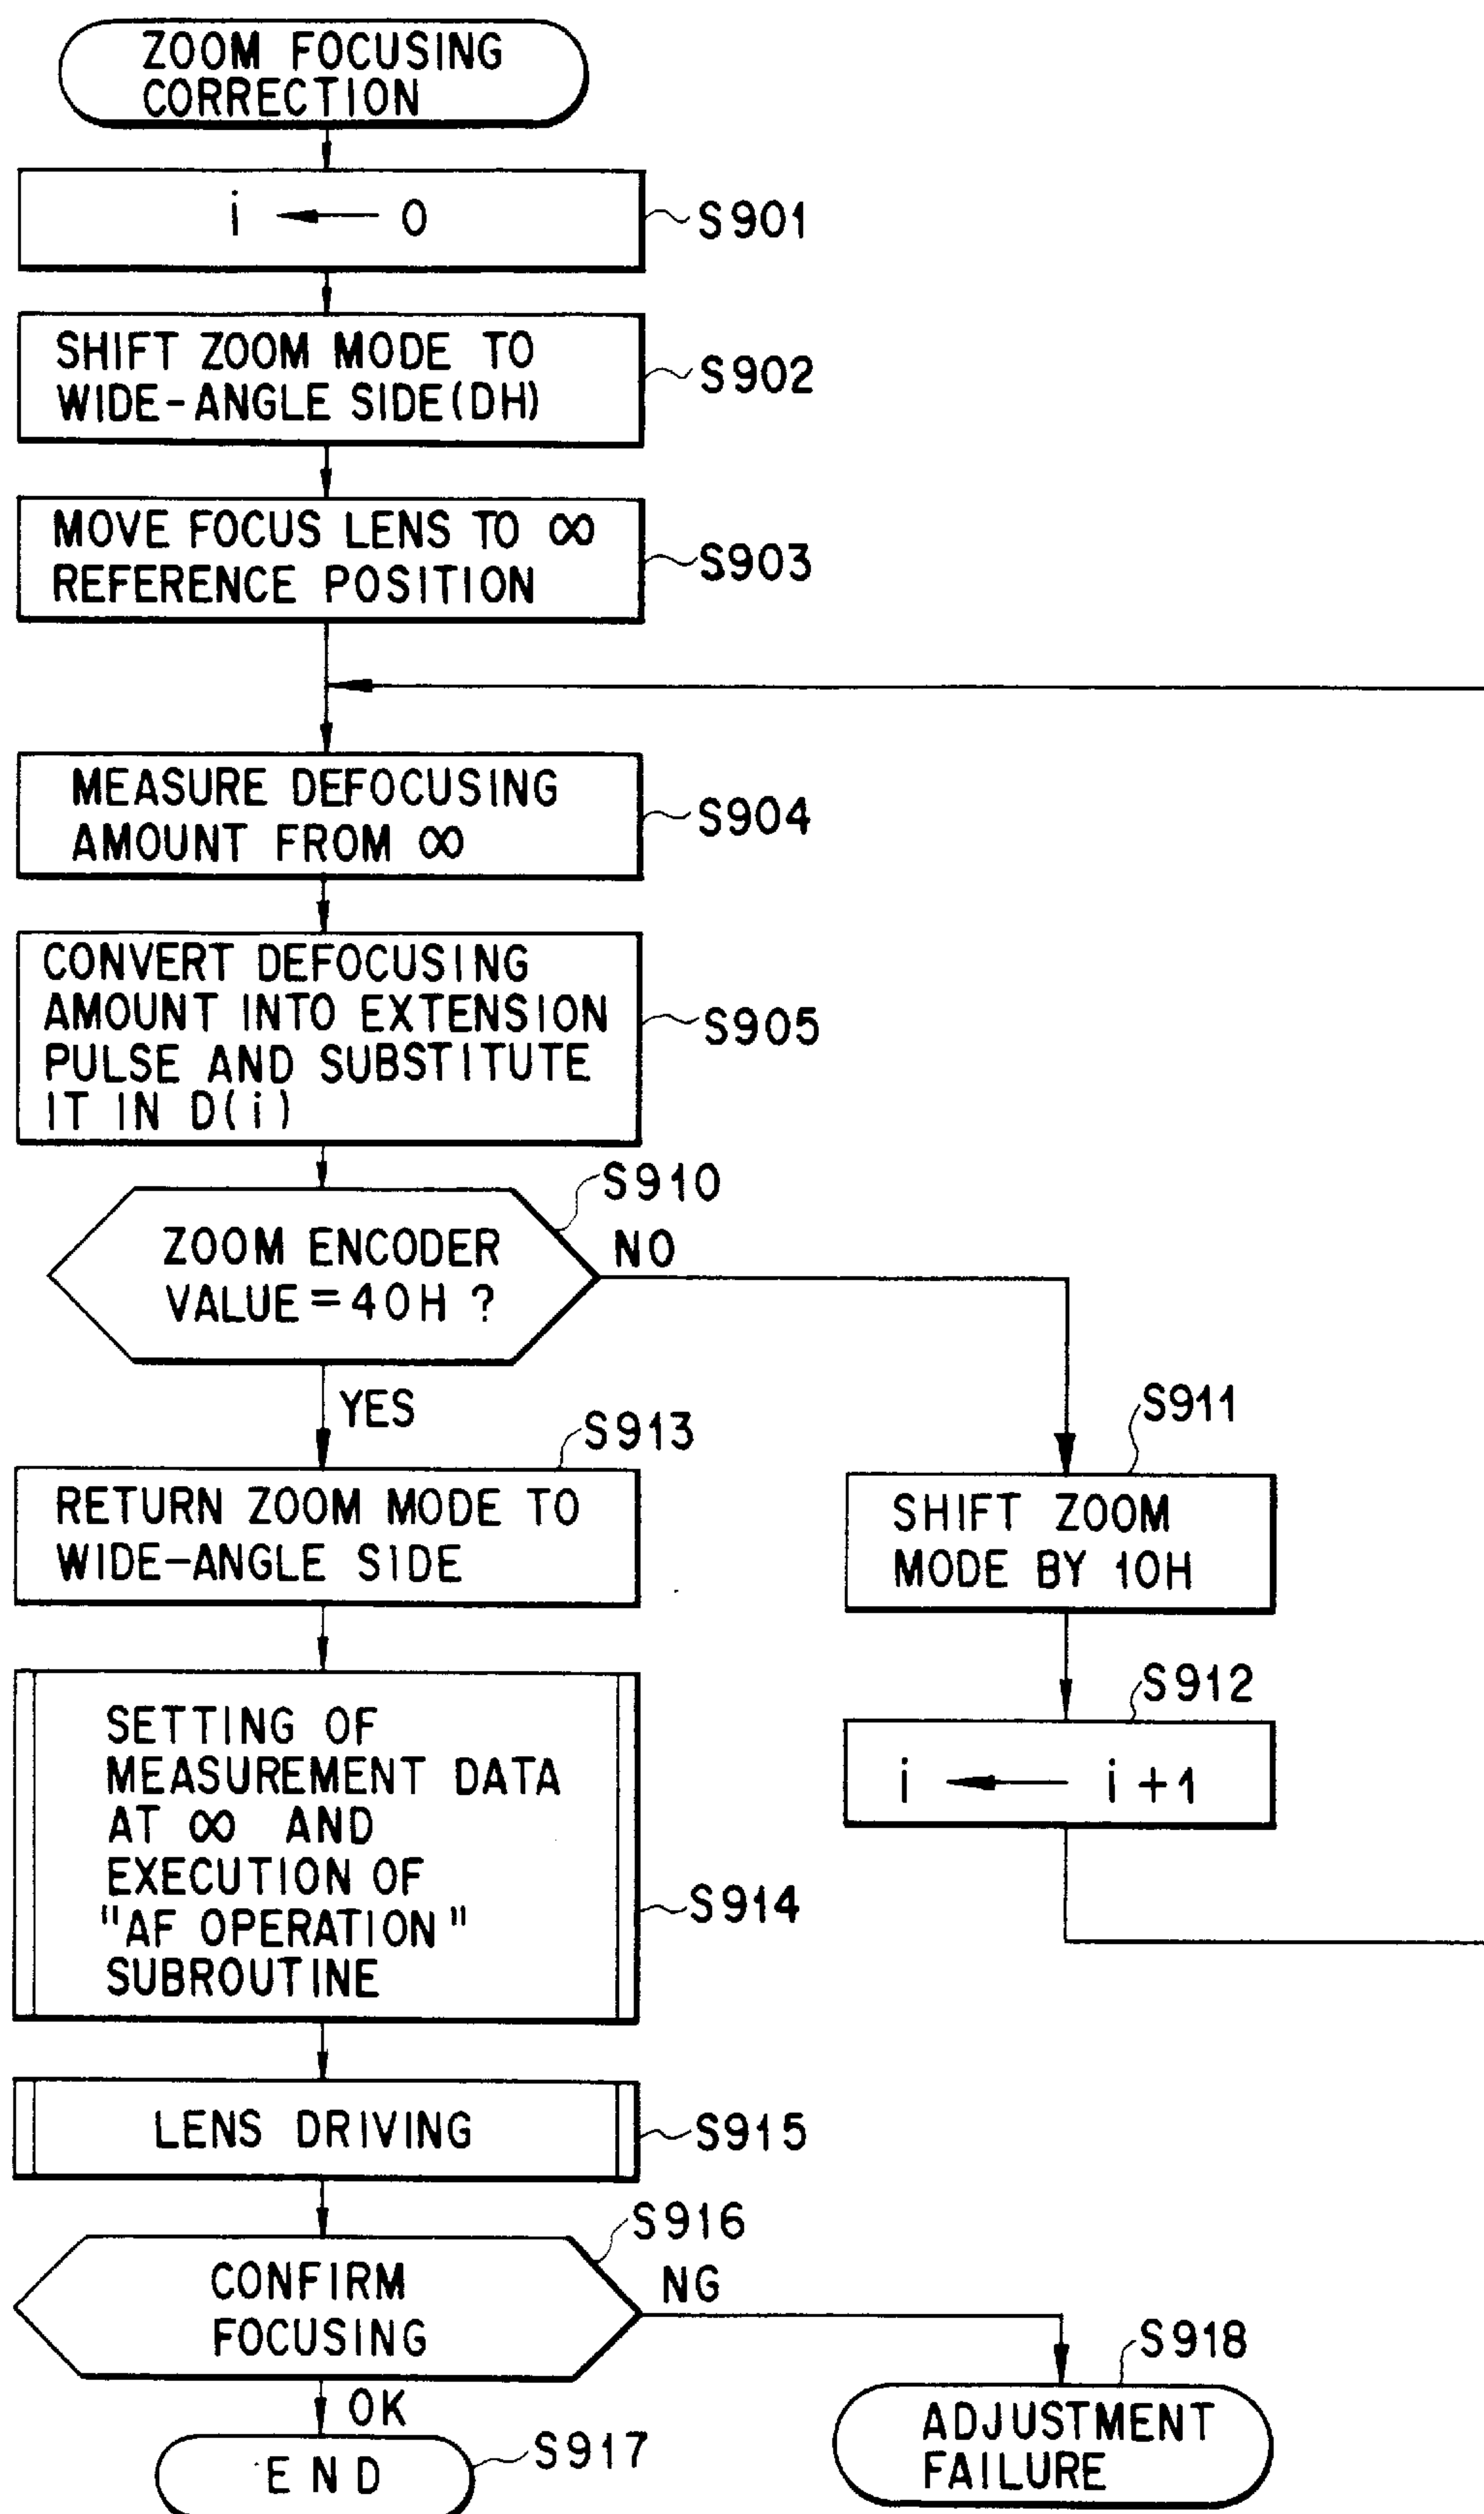 ZOOM FOCUSING
CORRECTION
i ← 0
S901
SHIFT ZOOM MODE TO
WIDE-ANGLE SIDE(DH)
S902
MOVE FOCUS LENS TO ∞
REFERENCE POSITION
S903
MEASURE DEFOCUSING
AMOUNT FROM ∞
S904
CONVERT DEFOCUSING
AMOUNT INTO EXTENSION
PULSE AND SUBSTITUTE
IT IN D(i)
S905
S910
ZOOM ENCODER
VALUE=40H ?
NO
YES
S911
SHIFT ZOOM
MODE BY 10H
S912
i ← i+1
S913
RETURN ZOOM MODE TO
WIDE-ANGLE SIDE
SETTING OF
MEASUREMENT DATA
AT ∞ AND
EXECUTION OF
"AF OPERATION"
SUBROUTINE
S914
LENS DRIVING
S915
S916
CONFIRM
FOCUSING
NG
OK
S918
ADJUSTMENT
FAILURE
END
S917